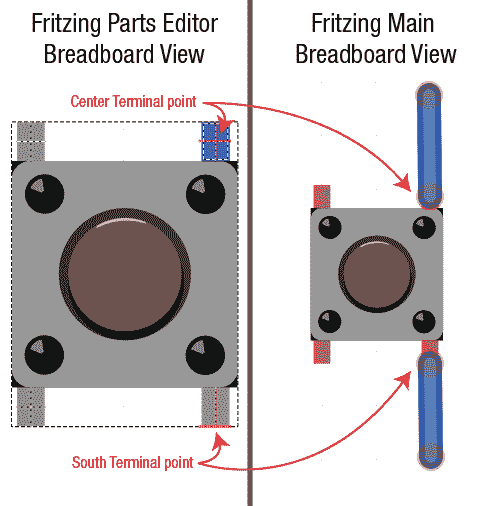 Fritzing Parts Editor
Breadboard View
Fritzing Main
Breadboard View
Center Terminal point
South Terminal point